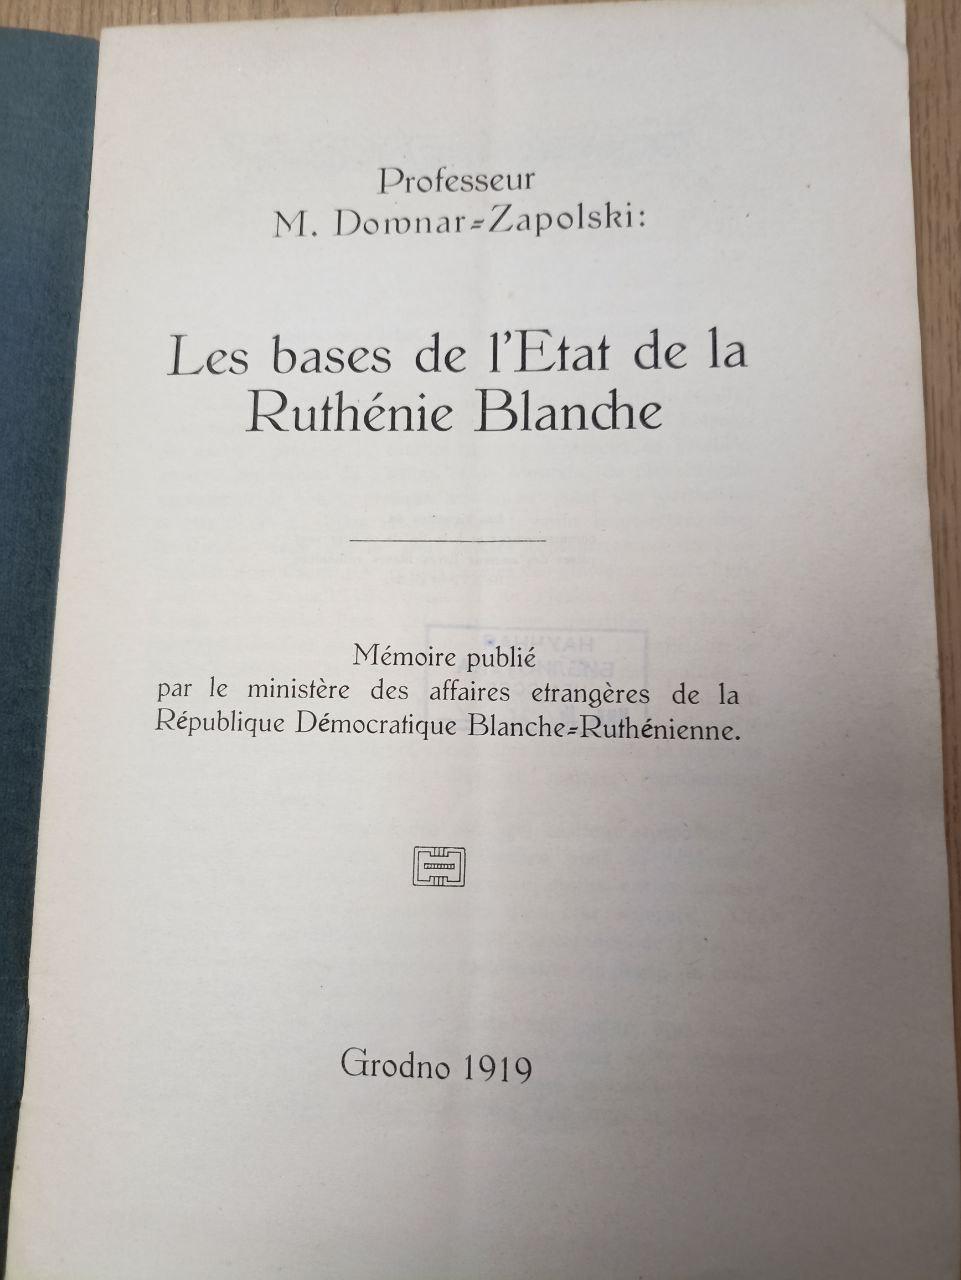 Professeur
M. Downar-Zapolski:
Les bases de l'Etat de la
Ruthénie Blanche
Mémoire publié
par le ministère des affaires etrangères de la
République Démocratique Blanche-Ruthénienne.
Grodno 1919